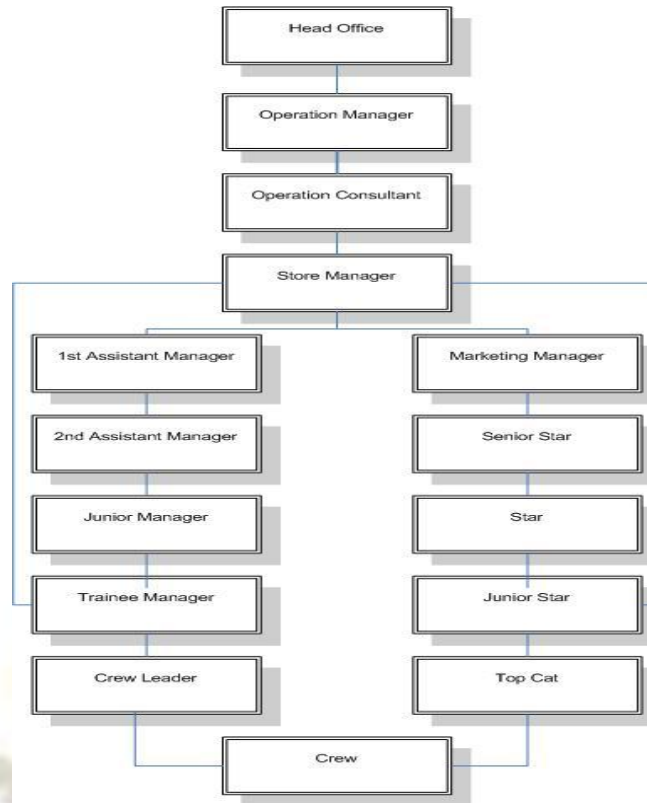 Head Office
Operation Manager
Operation Consultant
Store Manager
1st Assistant Manager
Marketing Manager
2nd Assistant Manager
Senior Star
Junior Manager
Star
Trainee Manager
Junior Star
Crew Leader
Top Cat
Crew